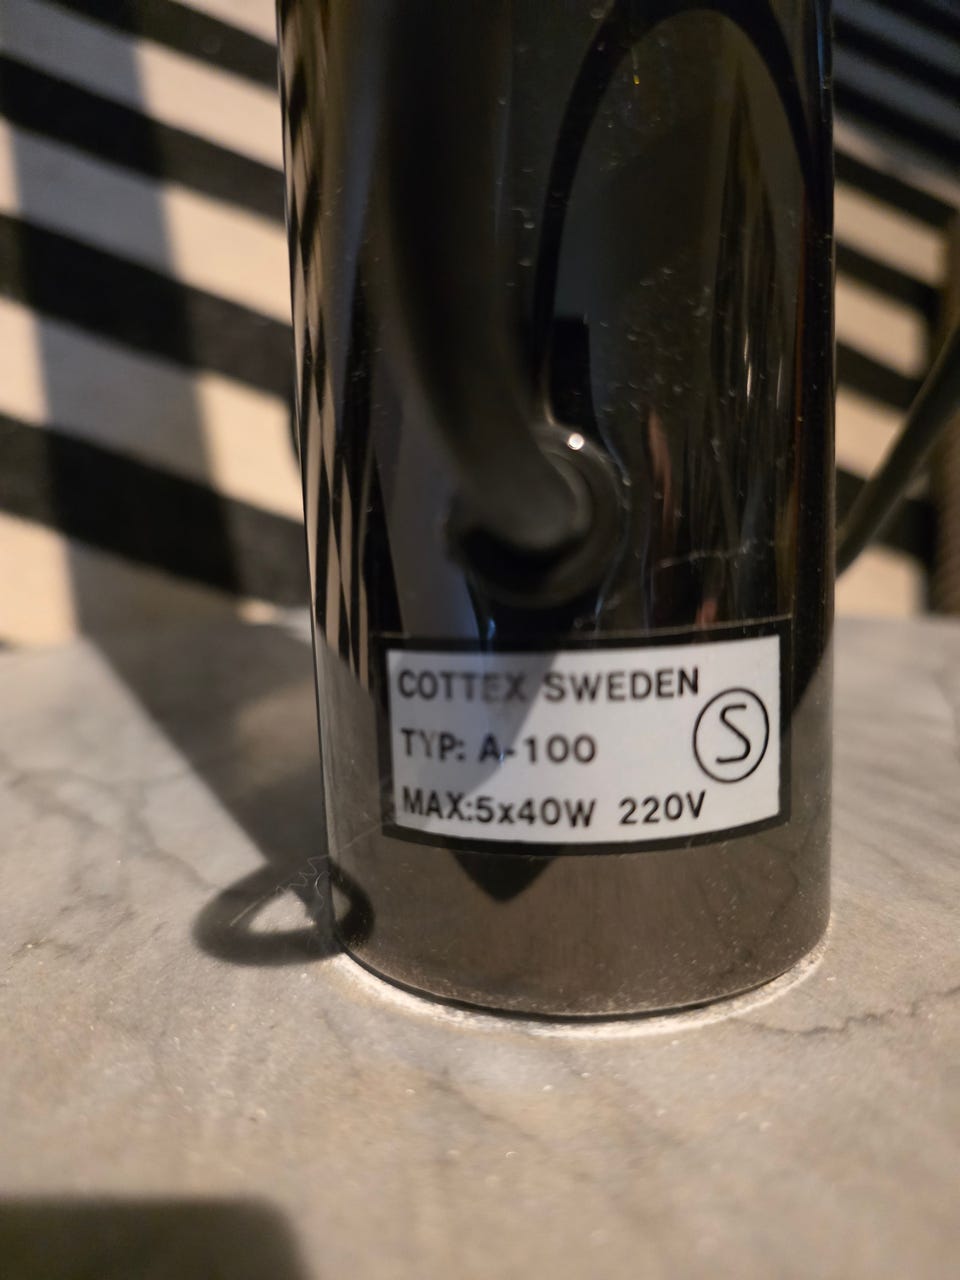 COTTEX SWEDEN
TYP: A-100
S
MAX:5x40W 220V